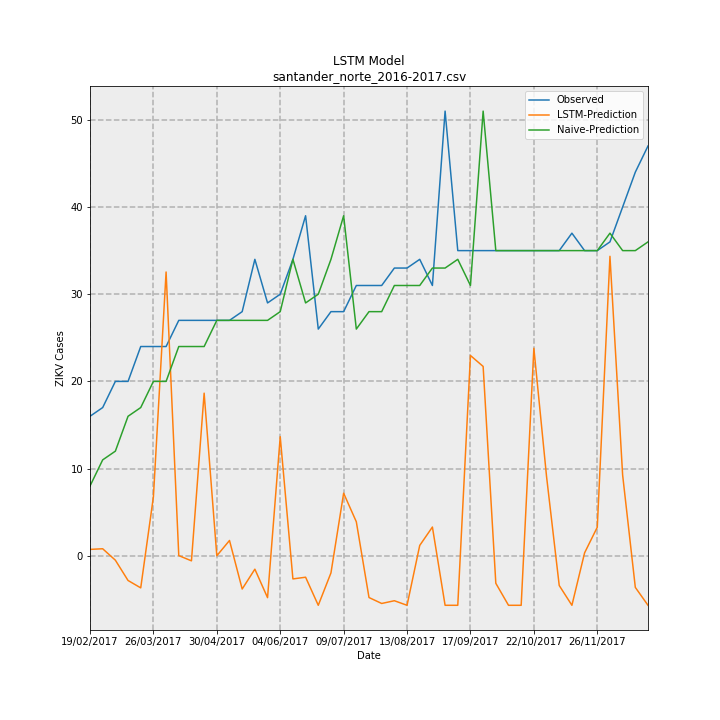 LSTM Model
santander_norte_2016-2017.csv
Observed
LSTM-Prediction
Naive-Prediction
50
40
30
20
10
0
ZIKV Cases
19/02/2017 26/03/2017 30/04/2017 04/06/2017 09/07/2017 13/08/2017 17/09/2017 22/10/2017 26/11/2017
Date